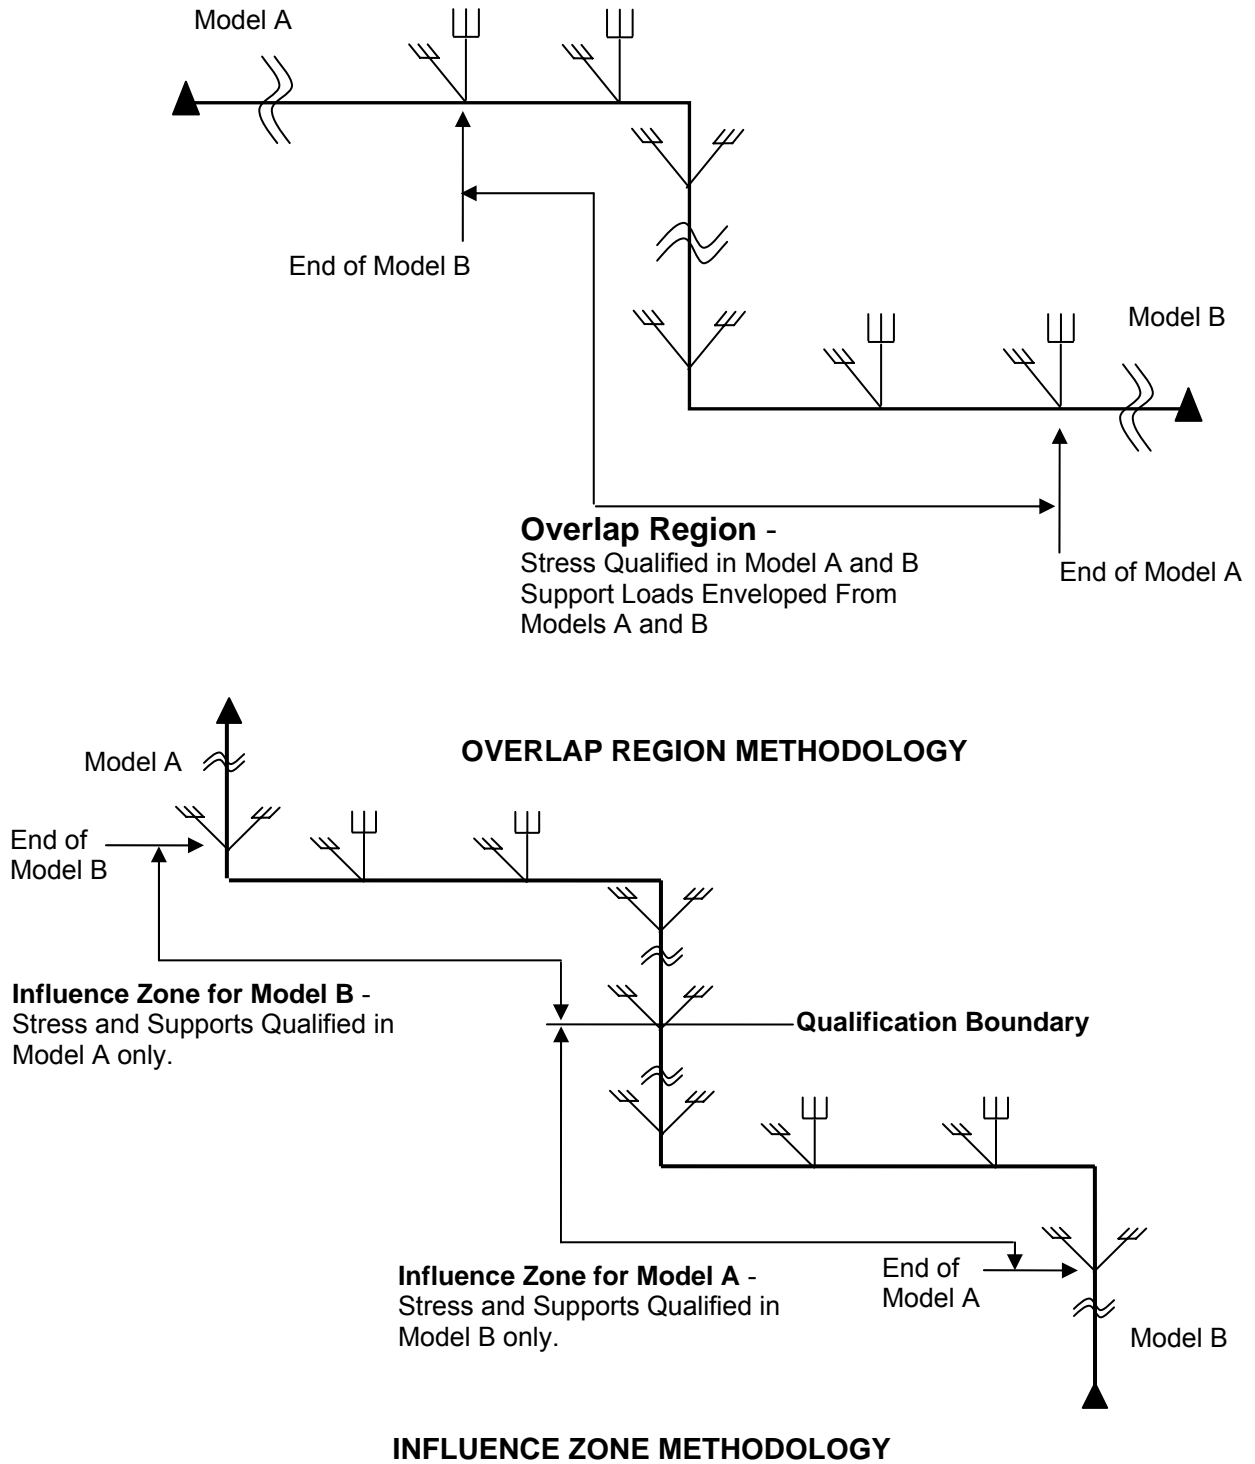 Model A
End of Model B
Model B
Overlap Region -
Stress Qualified in Model A and B
Support Loads Enveloped From
Models A and B
End of Model A
OVERLAP REGION METHODOLOGY
Model A
End of
Model B
Influence Zone for Model B -
Stress and Supports Qualified in
Model A only.
Qualification Boundary
Influence Zone for Model A -
Stress and Supports Qualified in
Model B only.
End of
Model A
Model B
INFLUENCE ZONE METHODOLOGY